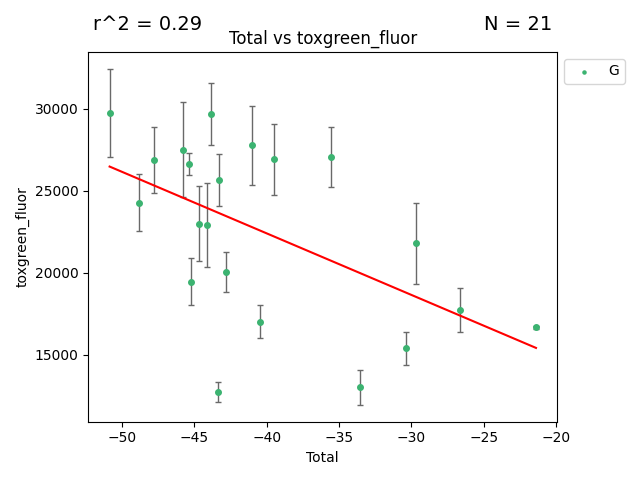 r^2 = 0.29
N = 21
Total vs toxgreen_fluor
G
30000
25000
20000
15000
toxgreen_fluor
−50
−45
−40
−35
−30
−25
−20
Total